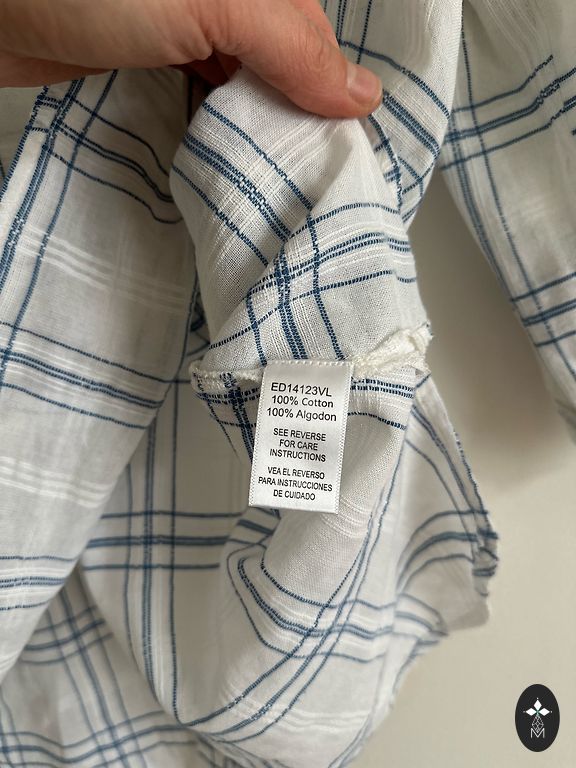 ED14123VL
100% Cotton
100% Algodon
SEE REVERSE
FOR CARE
INSTRUCTIONS
VEA EL REVERSO
PARA INSTRUCCIONES
DE CUIDADO
M